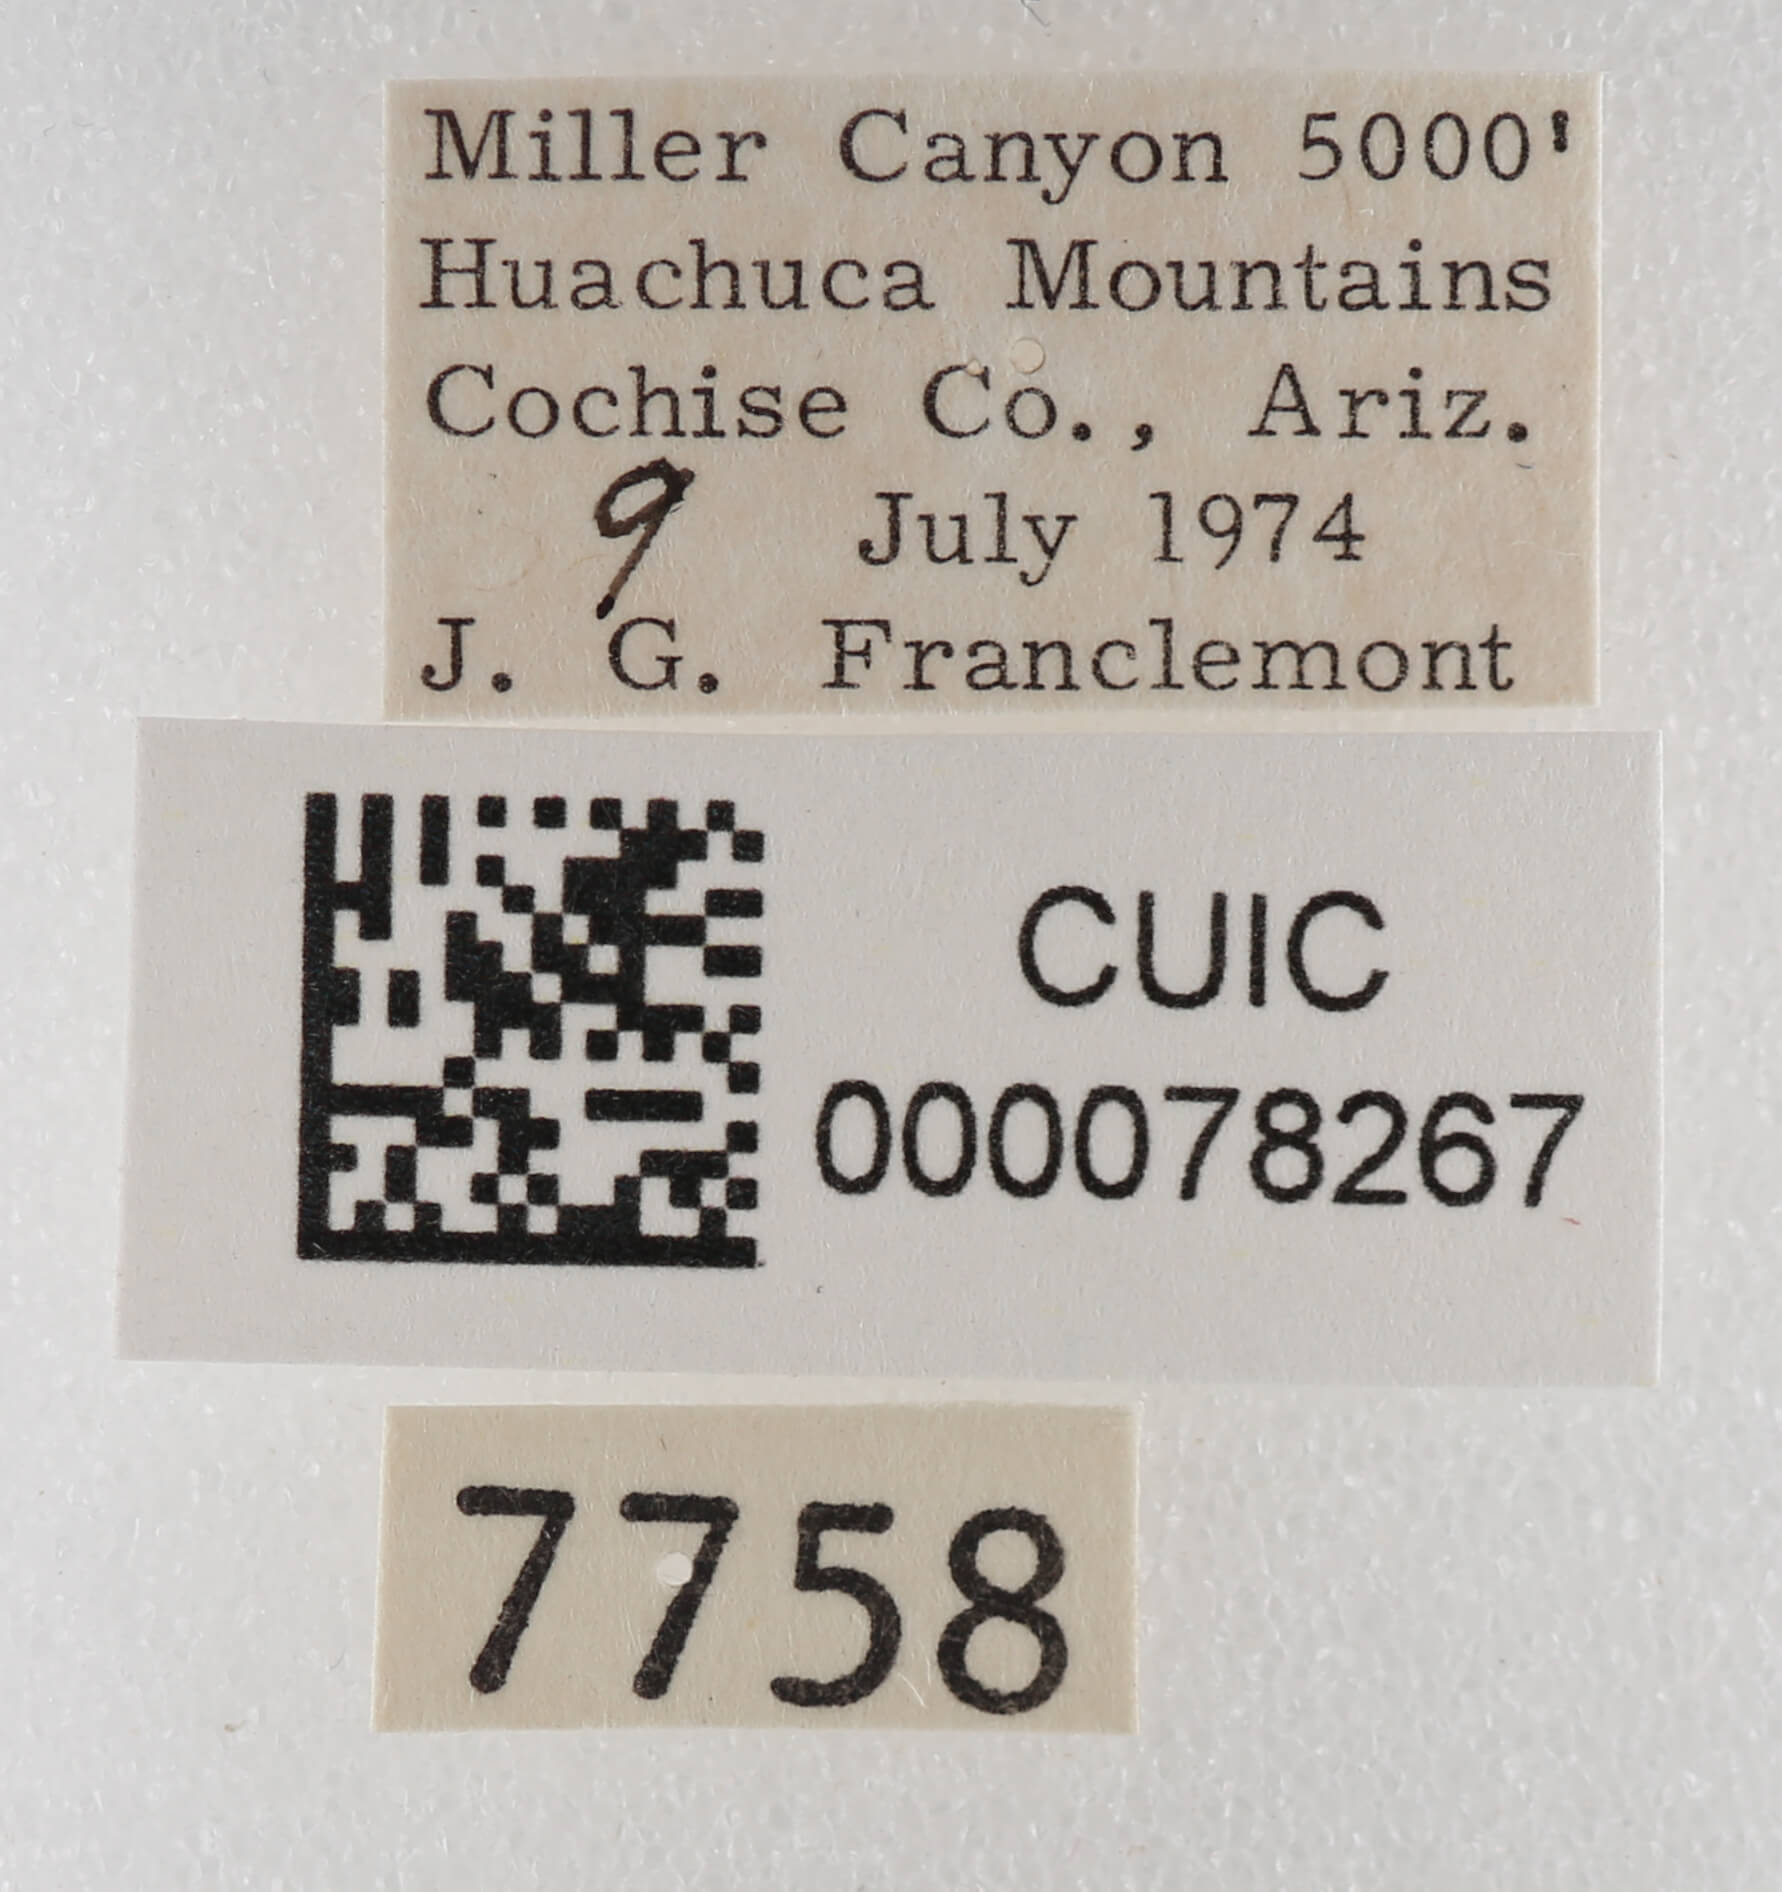 Miller Canyon 5000'
Huachuca Mountains
Cochise Co., Ariz.
9 July 1974
J. G. Franclemont
CUIC
000078267
7758